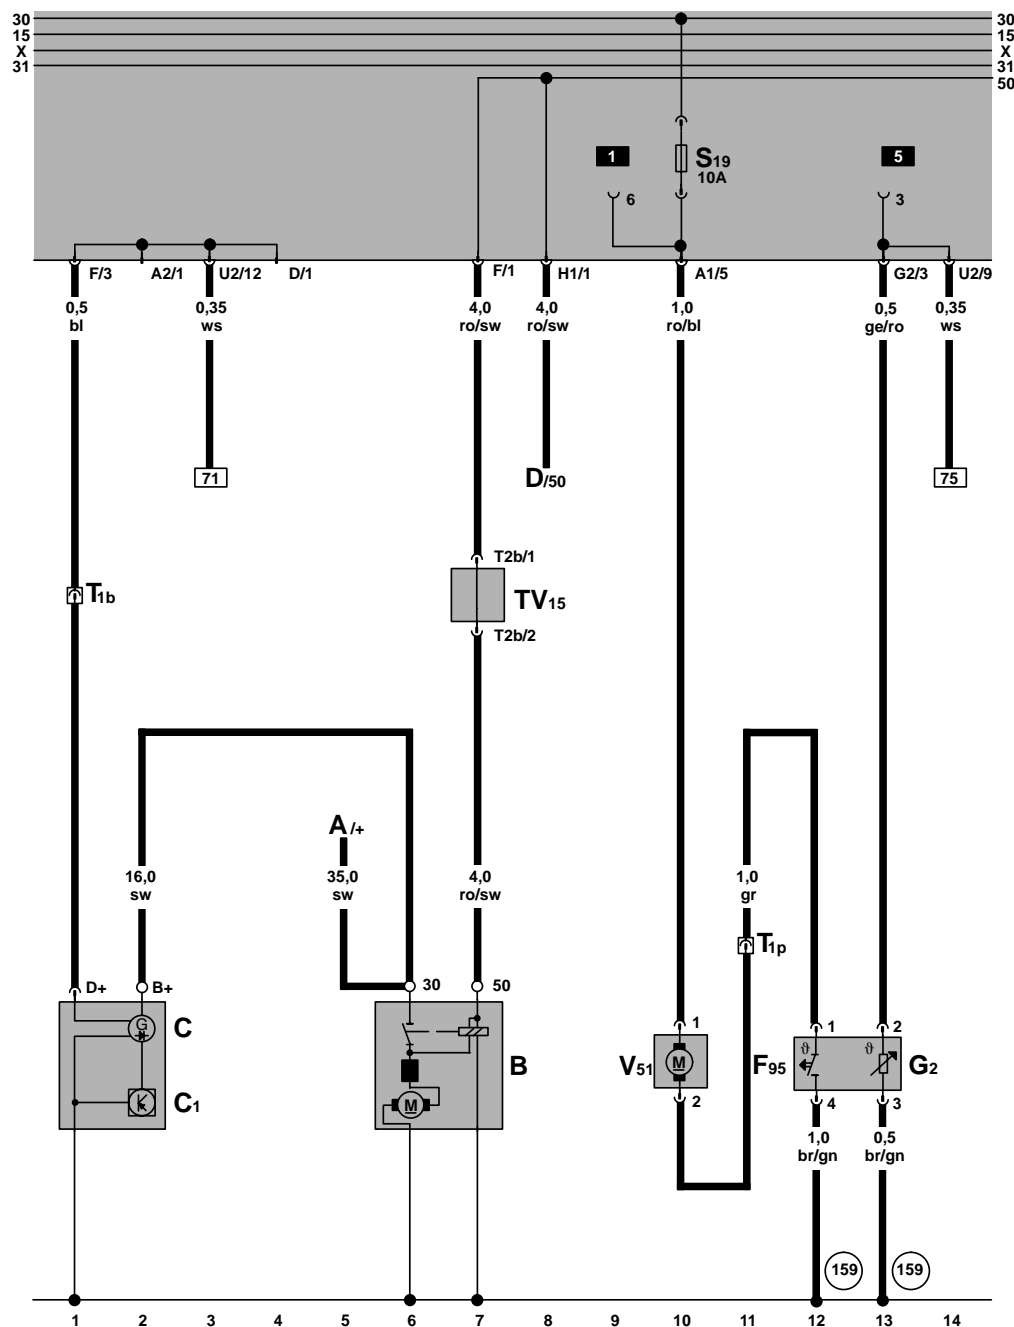 30 30
15 15
X X
31 31
50
1 S19 5
10A
6 3
F/3 A2/1 U2/12 D/1 F/1 H1/1 A1/5 G2/3 U2/9
0,5 0,35 4,0 4,0 1,0 0,5 0,35
bl ws ro/sw ro/sw ro/bl ge/ro ws
71 D/50 75
T2b/1
T1b TV15
T2b/2
A/+
16,0 35,0 4,0 1,0
sw sw ro/sw gr
T1p
D+ B+ 30 50
1 1 2
G C
ϑ ϑ
B V51 M F95 G2
C1 M
2 4 3
1,0 0,5
br/gn br/gn
159 159
1 2 3 4 5 6 7 8 9 10 11 12 13 14